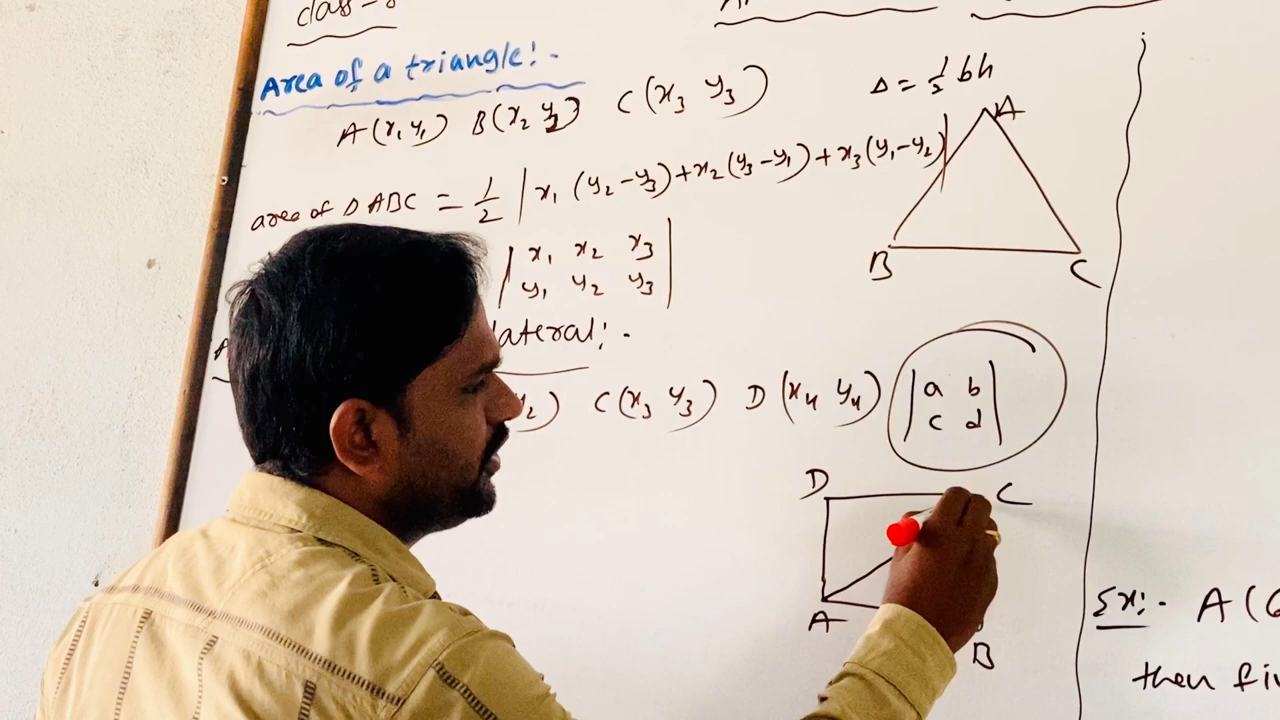 class-
Area of a triangle:-
A(x₁ y₁) B(x₂ y₂) C(x₃ y₃)
Δ = ½ bh
area of Δ ABC = ½ | x₁ (y₂-y₃)+x₂(y₃-y₁)+x₃(y₁-y₂)|
A
B
C
| x₁ x₂ x₃ |
| y₁ y₂ y₃ |
lateral:-
y₂) C(x₃ y₃) D(x₄ y₄)
| a b |
| c d |
D
C
A
B
Ex:- A(
then fi